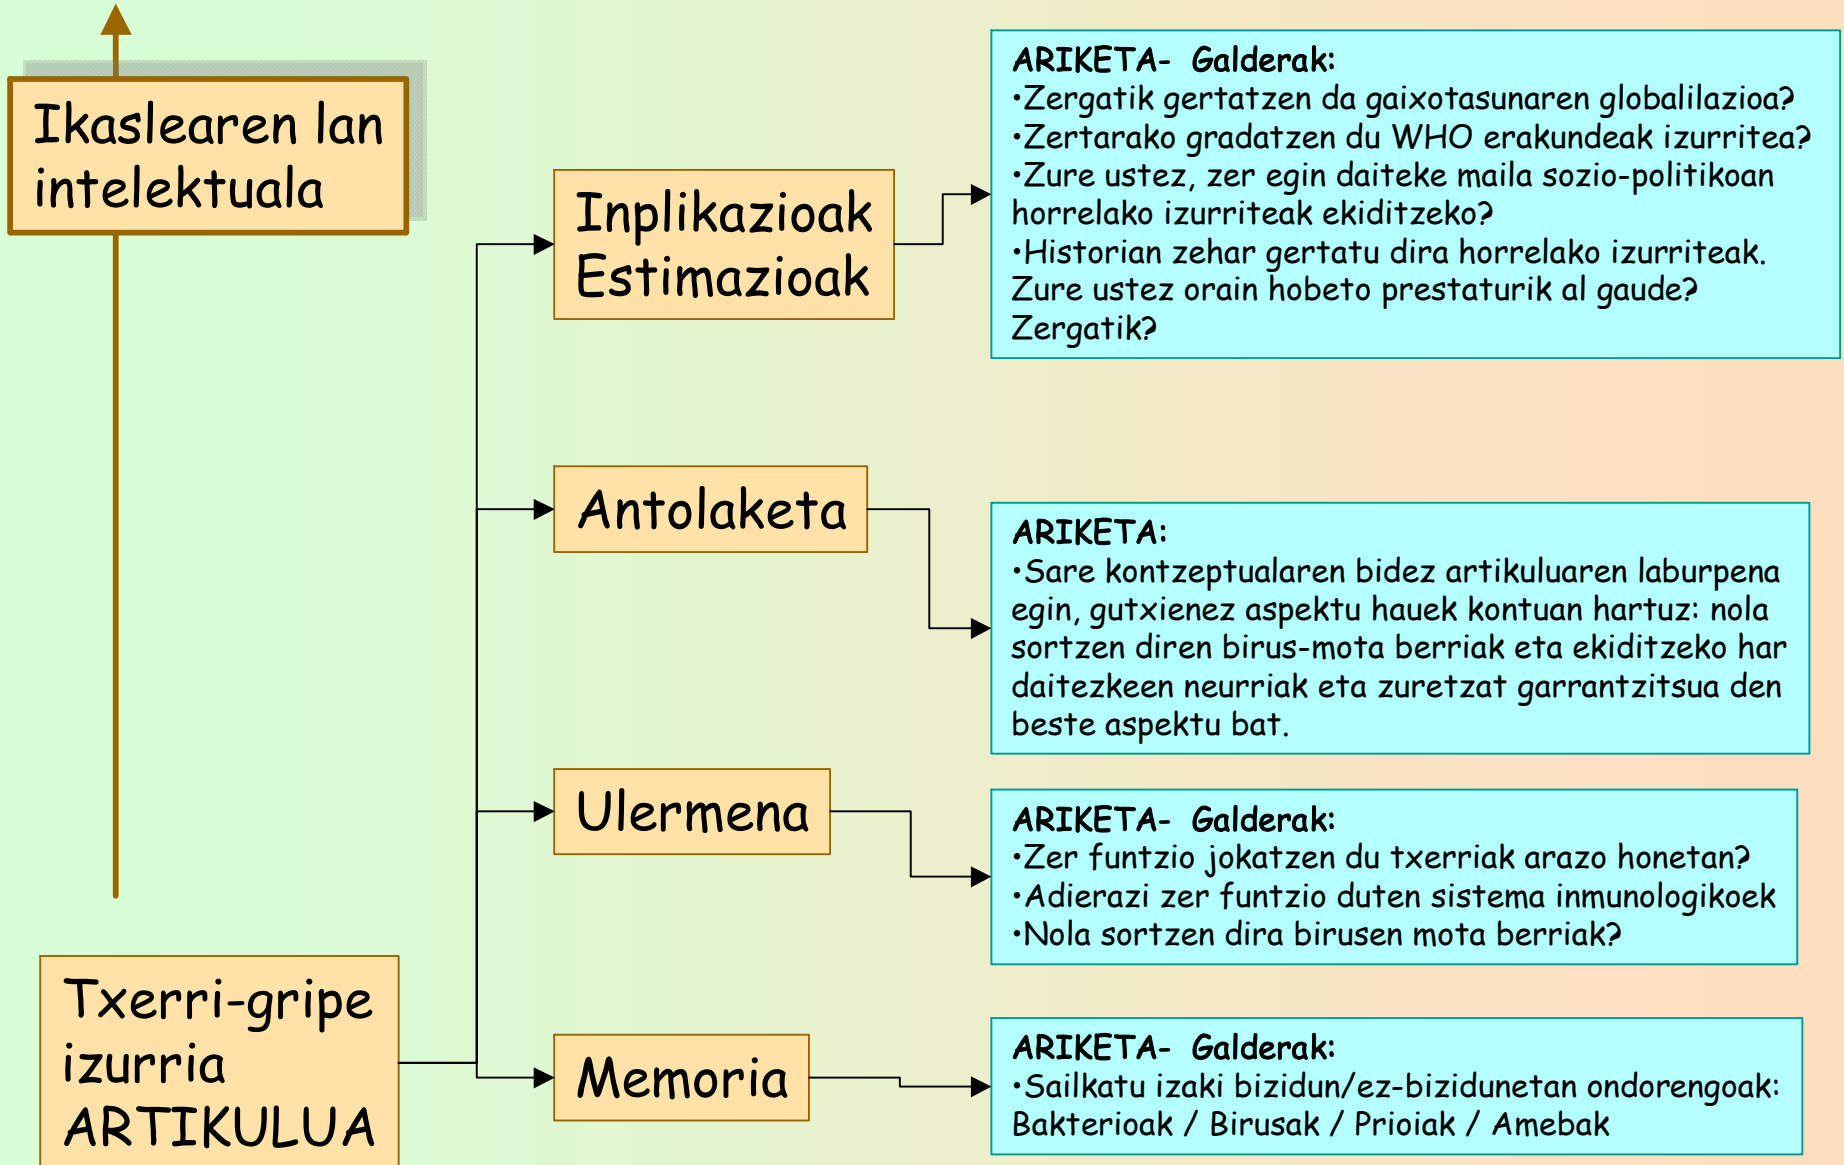 Ikaslearen lan
intelektuala
Inplikazioak
Estimazioak
ARIKETA- Galderak:
•Zergatik gertatzen da gaixotasunaren globalilazioa?
•Zertarako gradatzen du WHO erakundeak izurritea?
•Zure ustez, zer egin daiteke maila sozio-politikoan
horrelako izurriteak ekiditzeko?
•Historian zehar gertatu dira horrelako izurriteak.
Zure ustez orain hobeto prestaturik al gaude?
Zergatik?
Antolaketa
ARIKETA:
•Sare kontzeptualaren bidez artikuluaren laburpena
egin, gutxienez aspektu hauek kontuan hartuz: nola
sortzen diren birus-mota berriak eta ekiditzeko har
daitezkeen neurriak eta zuretzat garrantzitsua den
beste aspektu bat.
Ulermena
ARIKETA- Galderak:
•Zer funtzio jokatzen du txerriak arazo honetan?
•Adierazi zer funtzio duten sistema inmunologikoek
•Nola sortzen dira birusen mota berriak?
Txerri-gripe
izurria
ARTIKULUA
Memoria
ARIKETA- Galderak:
•Sailkatu izaki bizidun/ez-bizidunetan ondorengoak:
Bakterioak / Birusak / Prioiak / Amebak